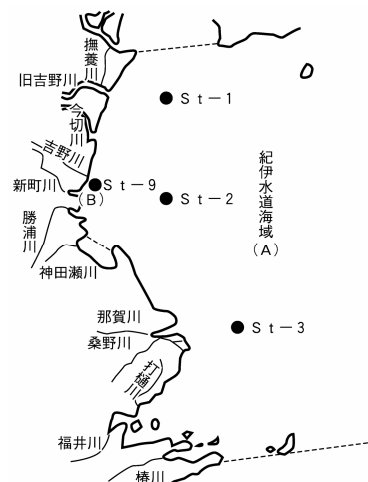 撫養川
旧吉野川
St－1
今切川
吉野川
紀伊水道海域
(A)
新町川
St－9
(B)
St－2
勝浦川
神田瀬川
那賀川
St－3
桑野川
打樋川
福井川
椿川